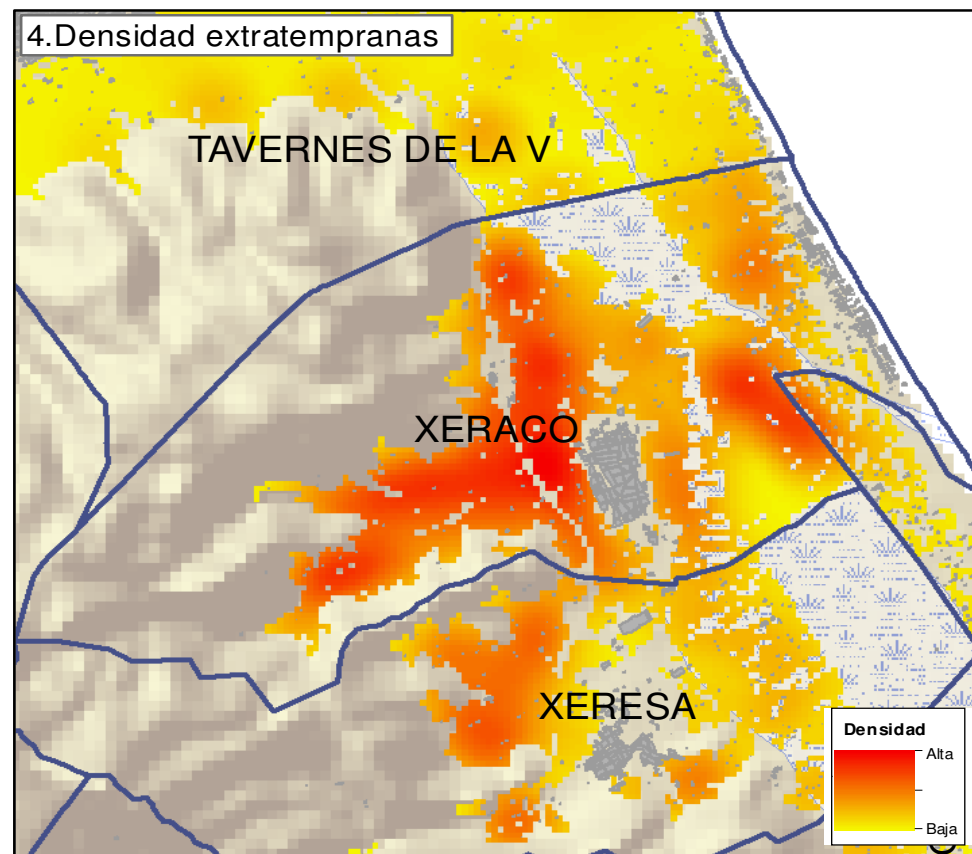 4.Densidad extratempranas
TAVERNES DE LA V
XERACO
XERESA
Densidad
Alta
Baja